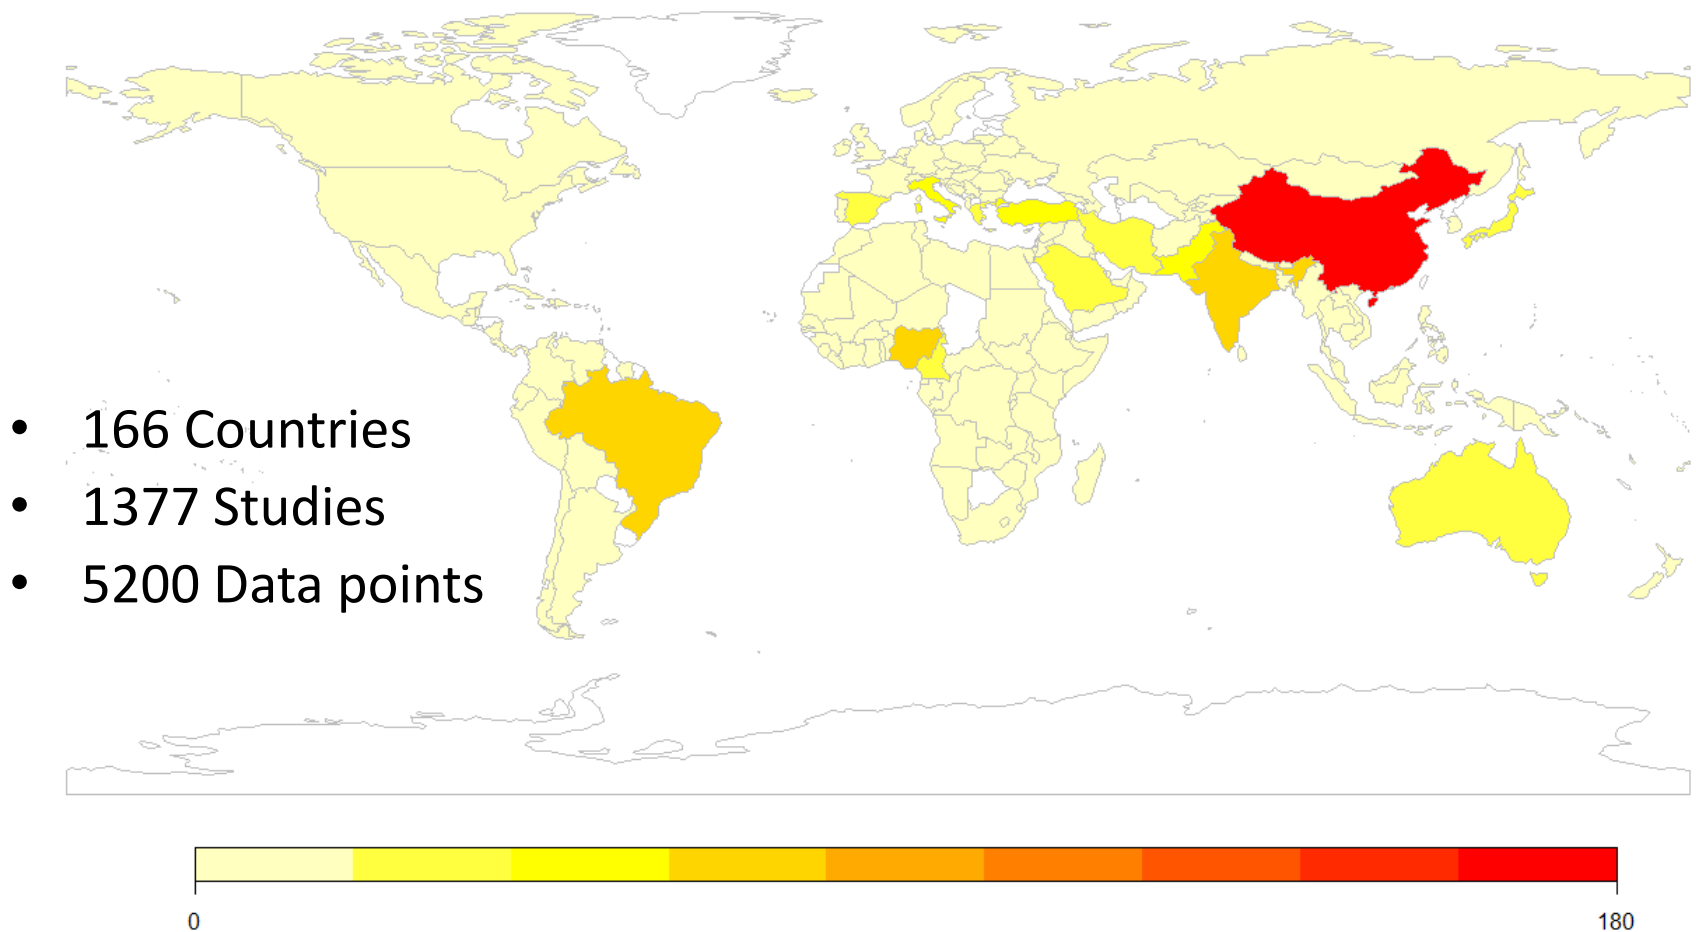 • 166 Countries
• 1377 Studies
• 5200 Data points
0 180